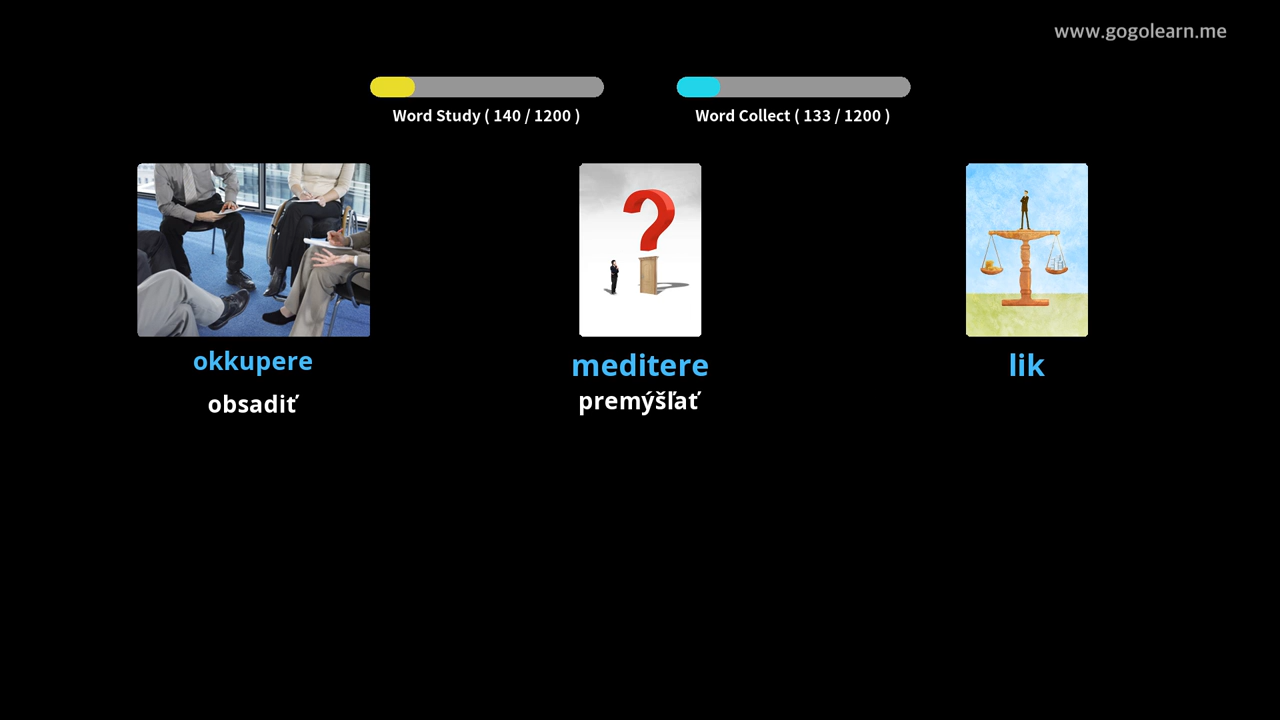 www.gogolearn.me
Word Study ( 140 / 1200 )
Word Collect ( 133 / 1200 )
okkupere
obsadiť
meditere
premýšľať
lik